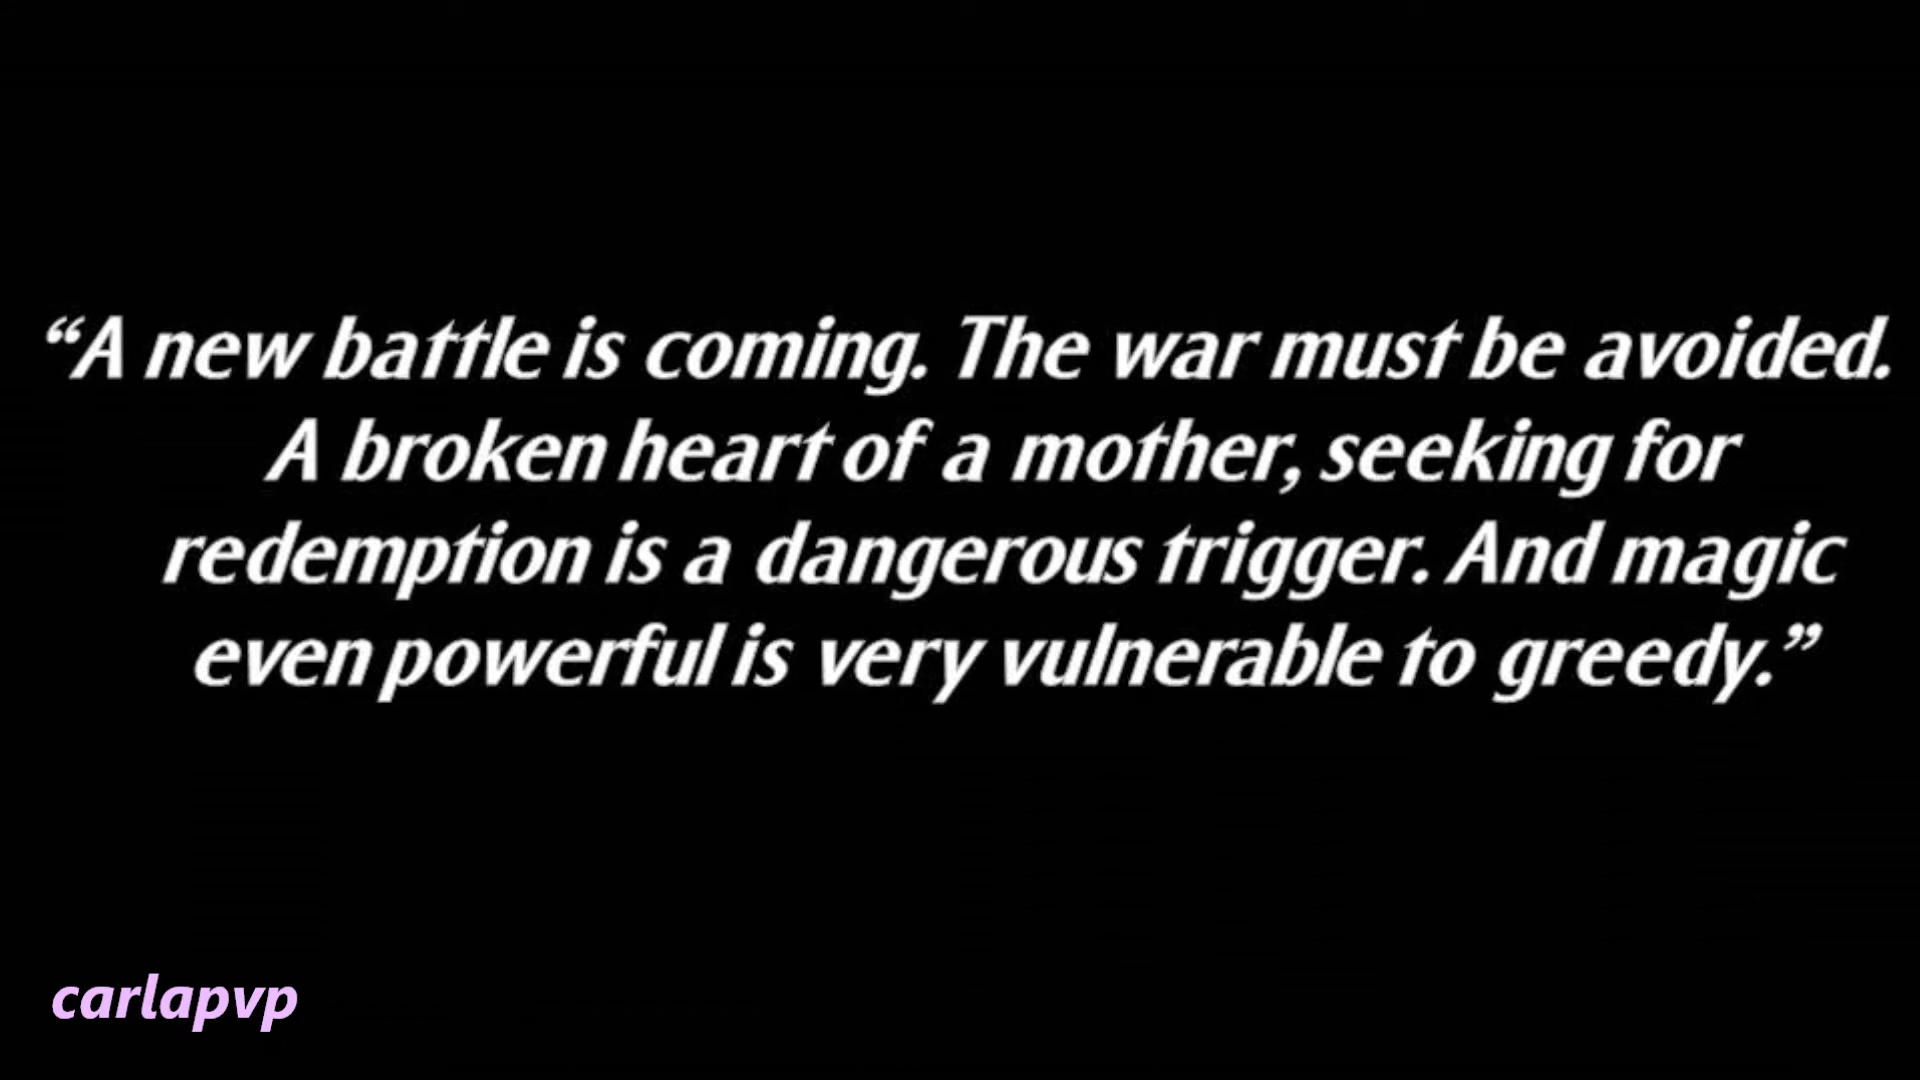 “A new battle is coming. The war must be avoided.
A broken heart of a mother, seeking for
redemption is a dangerous trigger. And magic
even powerful is very vulnerable to greedy.”
carlapvp